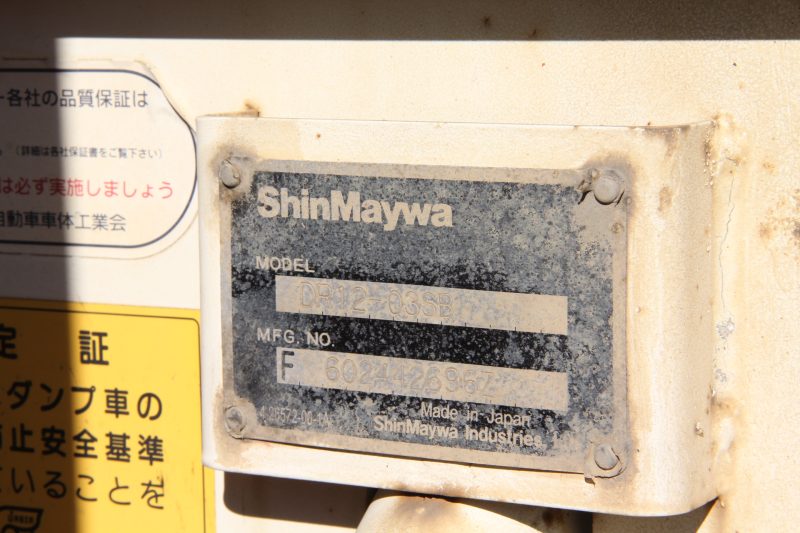 ー各社の品質保証は
（詳細は各社保証書をご覧下さい）
は必ず実施しましょう
自動車車体工業会
定 証
ダンプ車の
止安全基準
いることを
ShinMaywa
MODEL
DR12-83SB
MFG. NO.
F
Made in Japan
ShinMaywa Industries